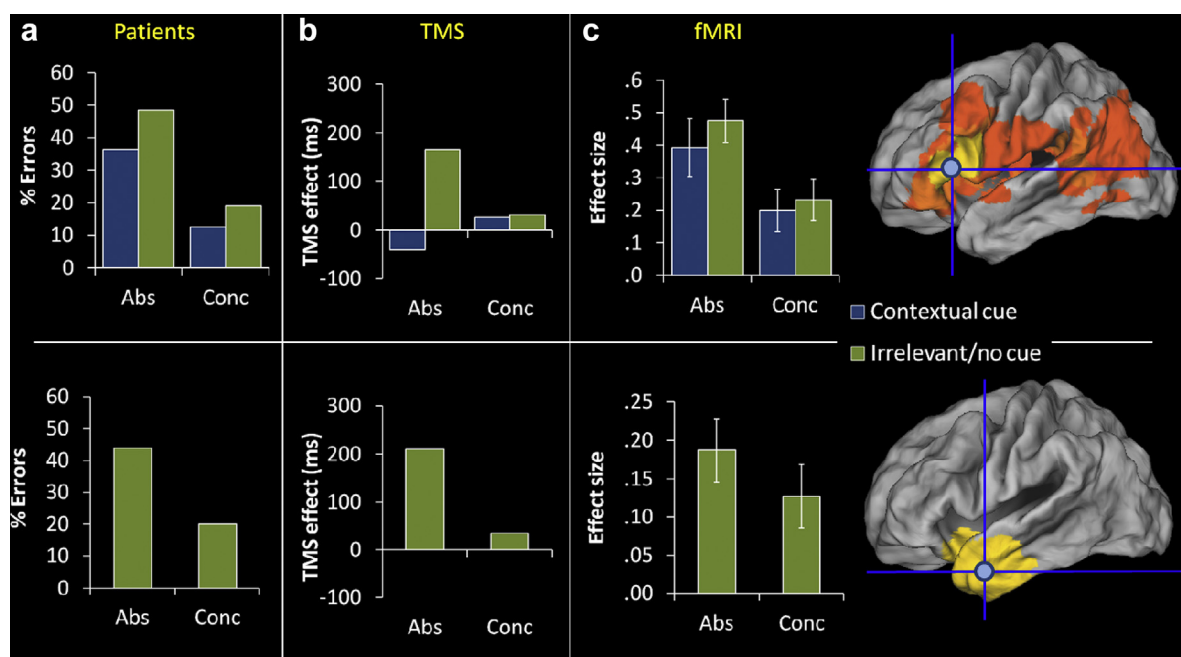 a Patients
b TMS
c fMRI
% Errors
60
50
40
30
20
10
0
Abs Conc
TMS effect (ms)
300
200
100
0
-100
Abs Conc
Effect size
.6
.5
.4
.3
.2
.1
.0
Abs Conc
Contextual cue
Irrelevant/no cue
% Errors
60
50
40
30
20
10
0
Abs Conc
TMS effect (ms)
300
200
100
0
-100
Abs Conc
Effect size
.25
.20
.15
.10
.05
.00
Abs Conc